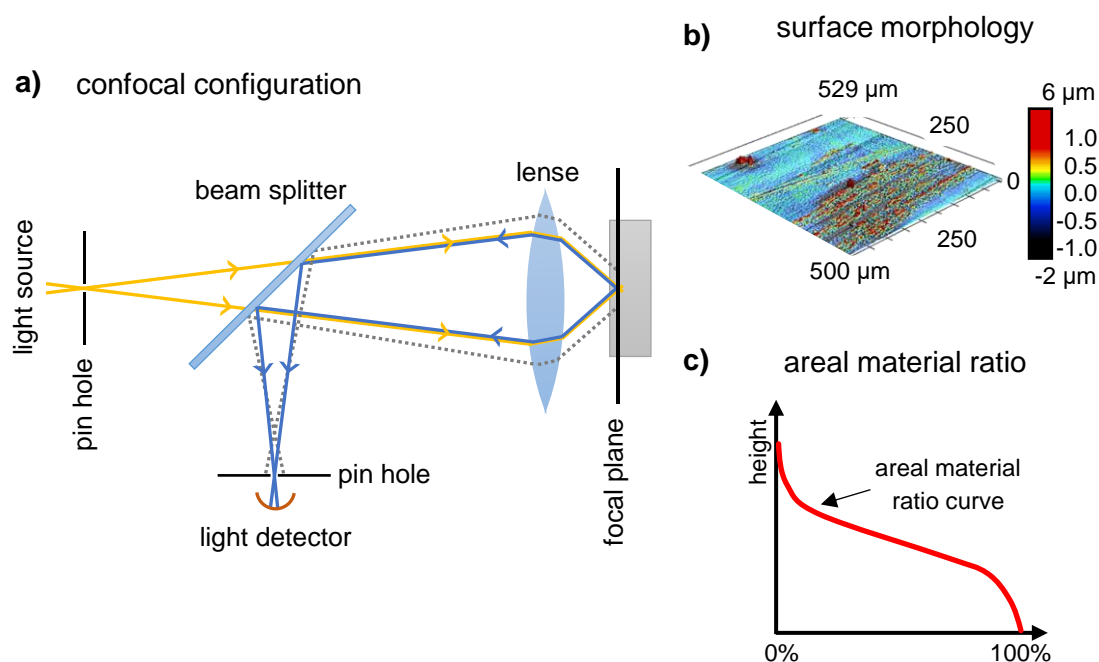 a) confocal configuration
beam splitter
lense
light source
pin hole
focal plane
pin hole
light detector
b) surface morphology
529 µm
250
0
250
500 µm
6 µm
1.0
0.5
0.0
-0.5
-1.0
-2 µm
c) areal material ratio
height
areal material
ratio curve
0%
100%